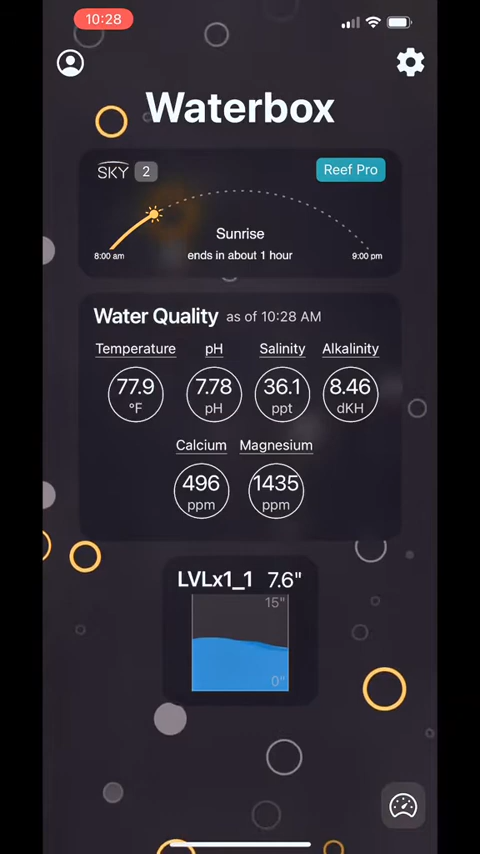 10:28
Waterbox
SKY 2 Reef Pro
Sunrise
8:00 am ends in about 1 hour 9:00 pm
Water Quality as of 10:28 AM
Temperature pH Salinity Alkalinity
77.9 7.78 36.1 8.46
°F pH ppt dKH
Calcium Magnesium
496 1435
ppm ppm
LVLx1_1 7.6"
15"
0"